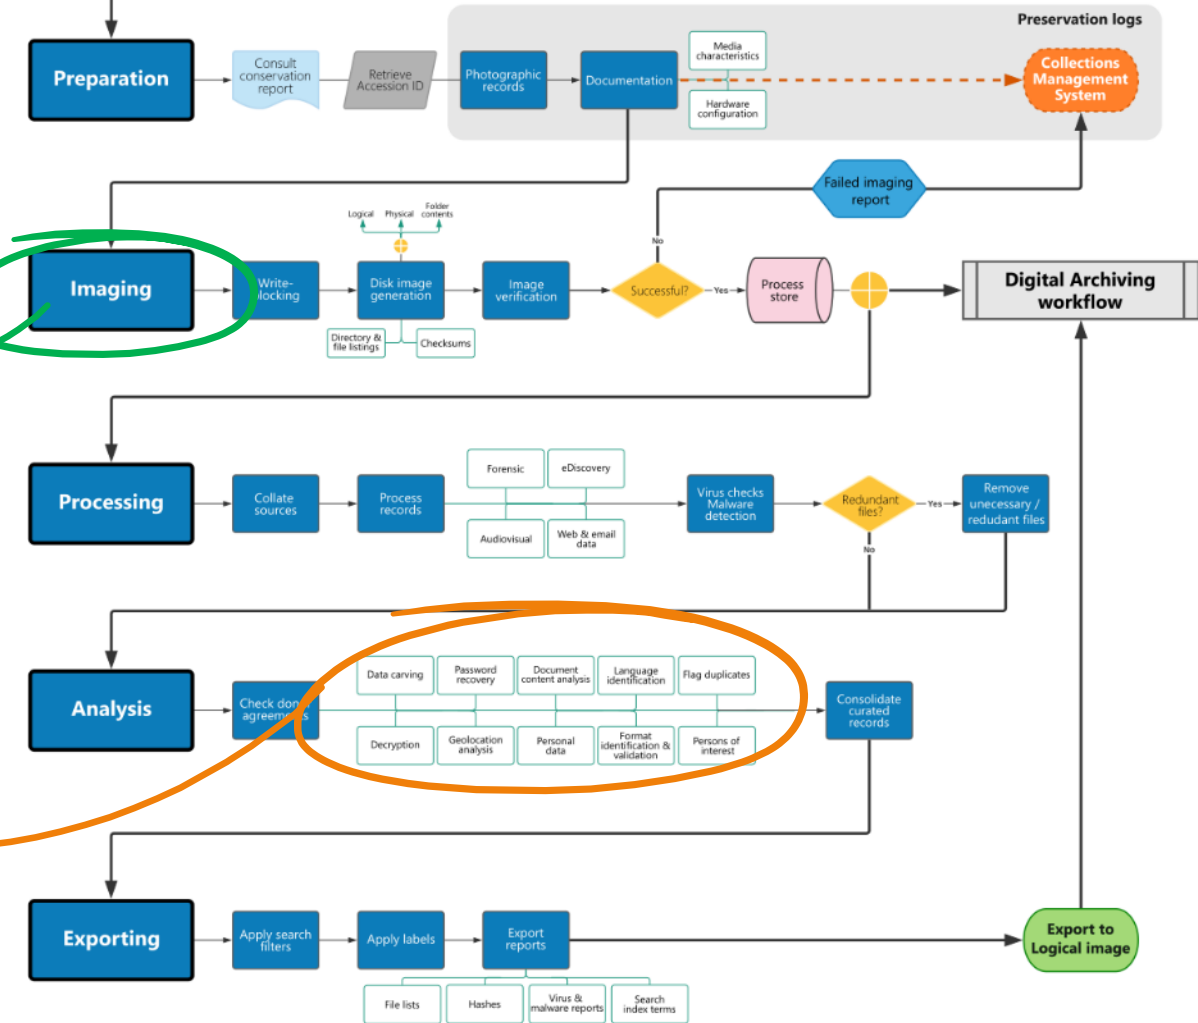 Preservation logs
Preparation
Consult
conservation
report
Retrieve
Accession ID
Photographic
records
Documentation
Media
characteristics
Hardware
configuration
Collections
Management
System
Failed imaging
report
No
Logical
Physical
Folder
contents
Imaging
Write-
blocking
Disk image
generation
Directory &
file listings
Checksums
Image
verification
Successful?
Yes
Process
store
Digital Archiving
workflow
Processing
Collate
sources
Process
records
Forensic
eDiscovery
Audiovisual
Web & email
data
Virus checks
Malware
detection
Redundant
files?
Yes
No
Remove
unecessary /
redudant files
Analysis
Check donor
agreements
Data carving
Password
recovery
Document
content analysis
Language
identification
Flag duplicates
Decryption
Geolocation
analysis
Personal
data
Format
identification &
validation
Persons of
interest
Consolidate
curated
records
Exporting
Apply search
filters
Apply labels
Export
reports
File lists
Hashes
Virus &
malware reports
Search
index terms
Export to
Logical image